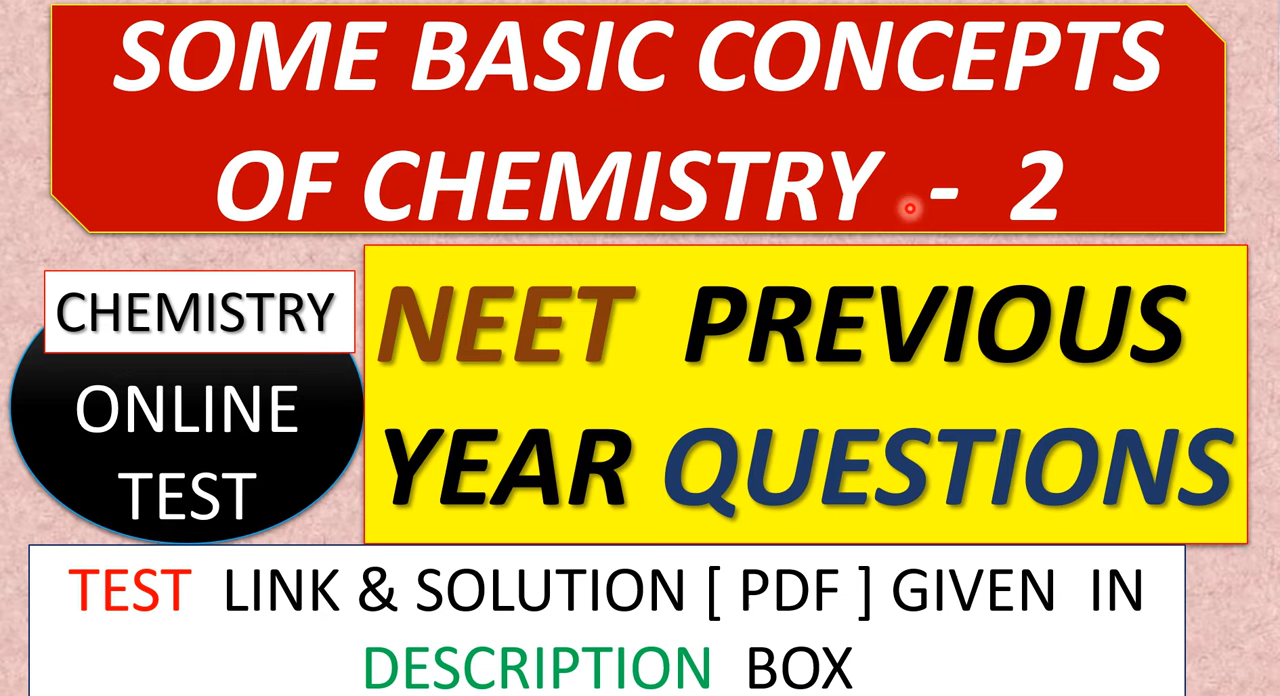 SOME BASIC CONCEPTS
OF CHEMISTRY - 2
CHEMISTRY
ONLINE
TEST
NEET PREVIOUS
YEAR QUESTIONS
TEST LINK & SOLUTION [ PDF ] GIVEN IN
DESCRIPTION BOX